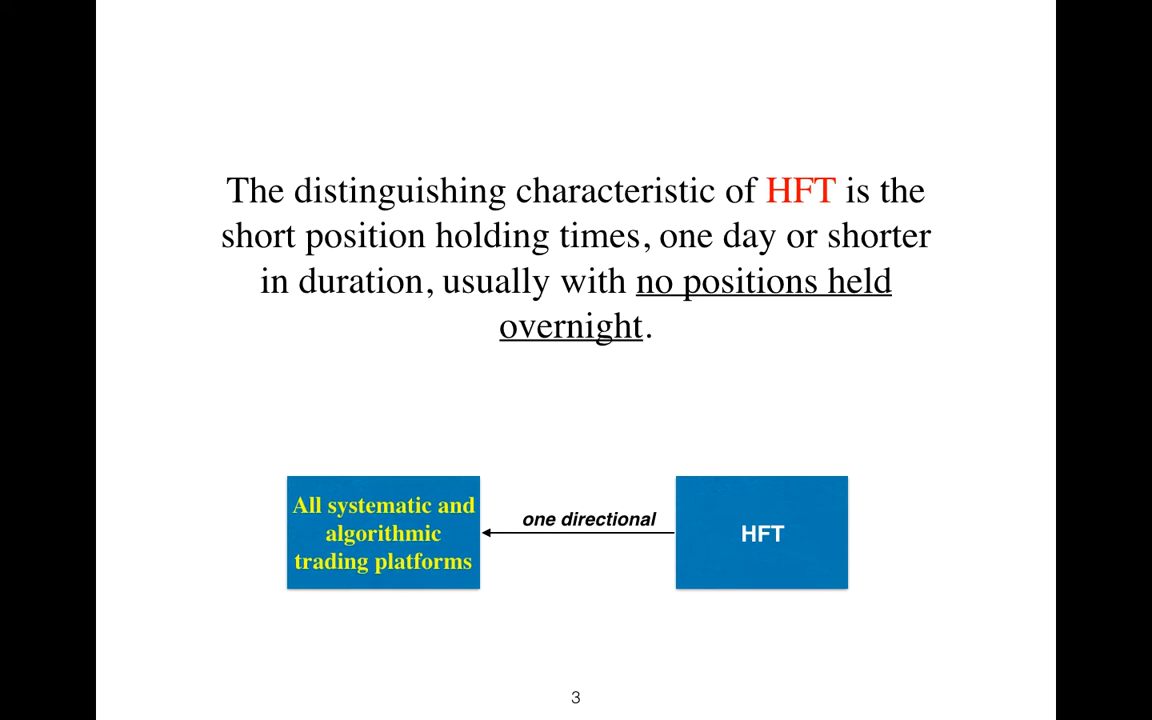 The distinguishing characteristic of HFT is the
short position holding times, one day or shorter
in duration, usually with no positions held
overnight.
All systematic and
algorithmic
trading platforms
one directional
HFT
3